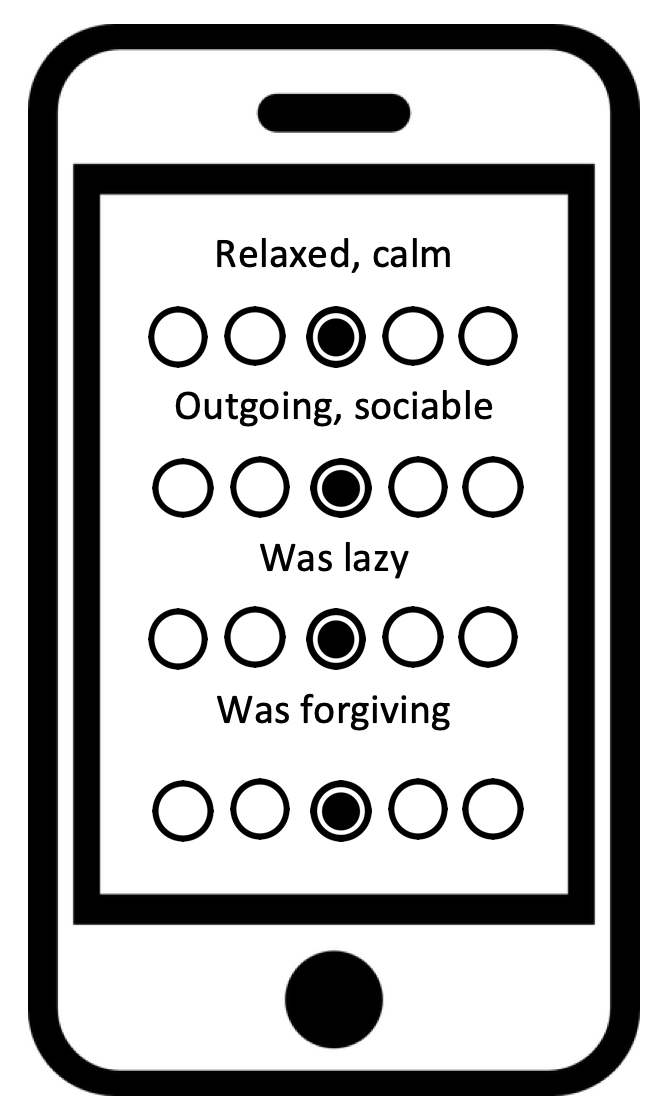 Relaxed, calm
Outgoing, sociable
Was lazy
Was forgiving